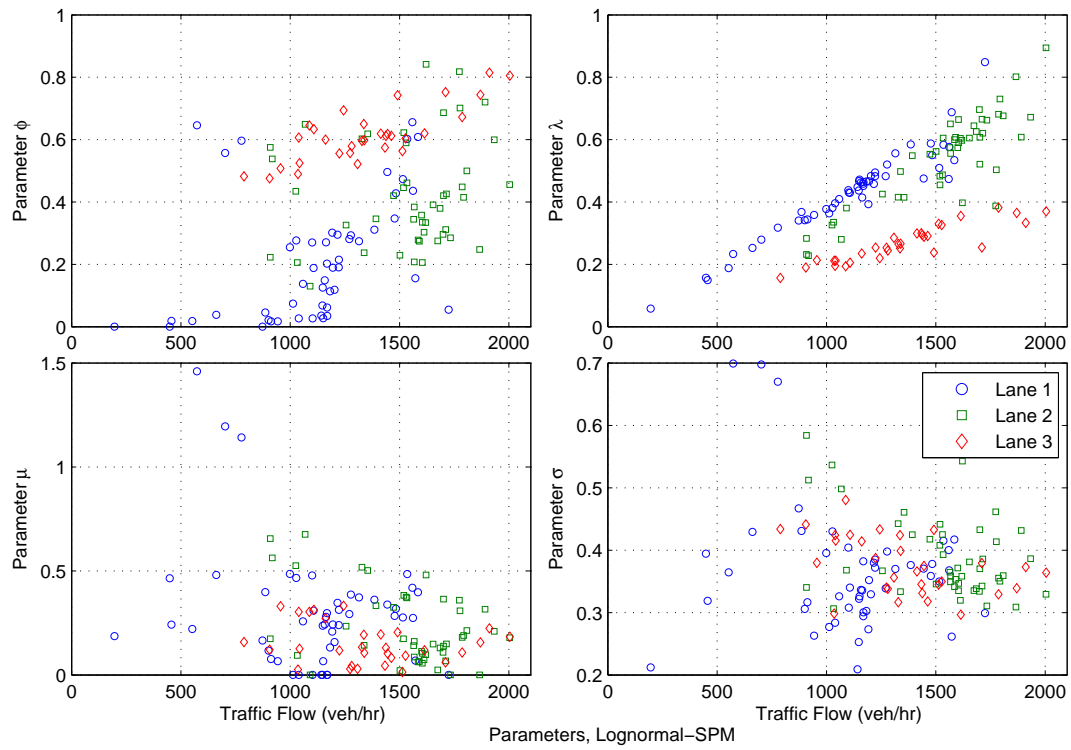 1
0.8
0.6
0.4
0.2
0
Parameter ϕ
0 500 1000 1500 2000
1
0.8
0.6
0.4
0.2
0
Parameter λ
0 500 1000 1500 2000
1.5
1
0.5
0
Parameter μ
0 500 1000 1500 2000
Traffic Flow (veh/hr)
0.7
0.6
0.5
0.4
0.3
0.2
Parameter σ
Lane 1
Lane 2
Lane 3
0 500 1000 1500 2000
Traffic Flow (veh/hr)
Parameters, Lognormal−SPM